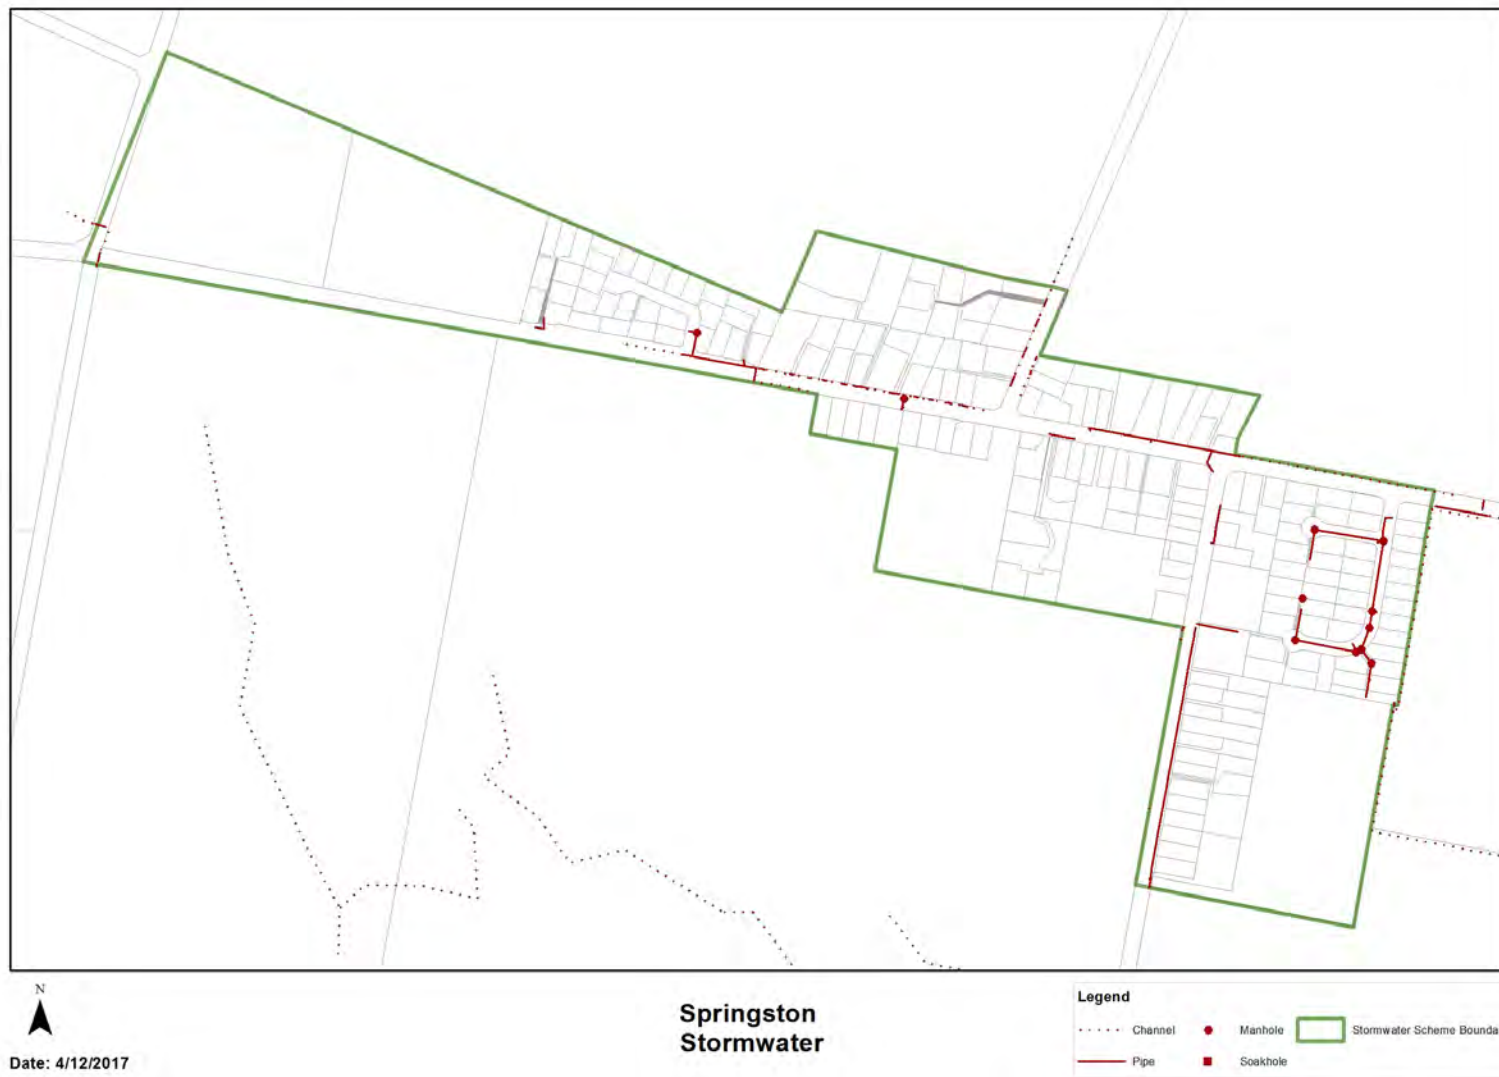 N
Date: 4/12/2017
Springston
Stormwater
Legend
Channel
Manhole
Stormwater Scheme Bounda
Pipe
Soakhole